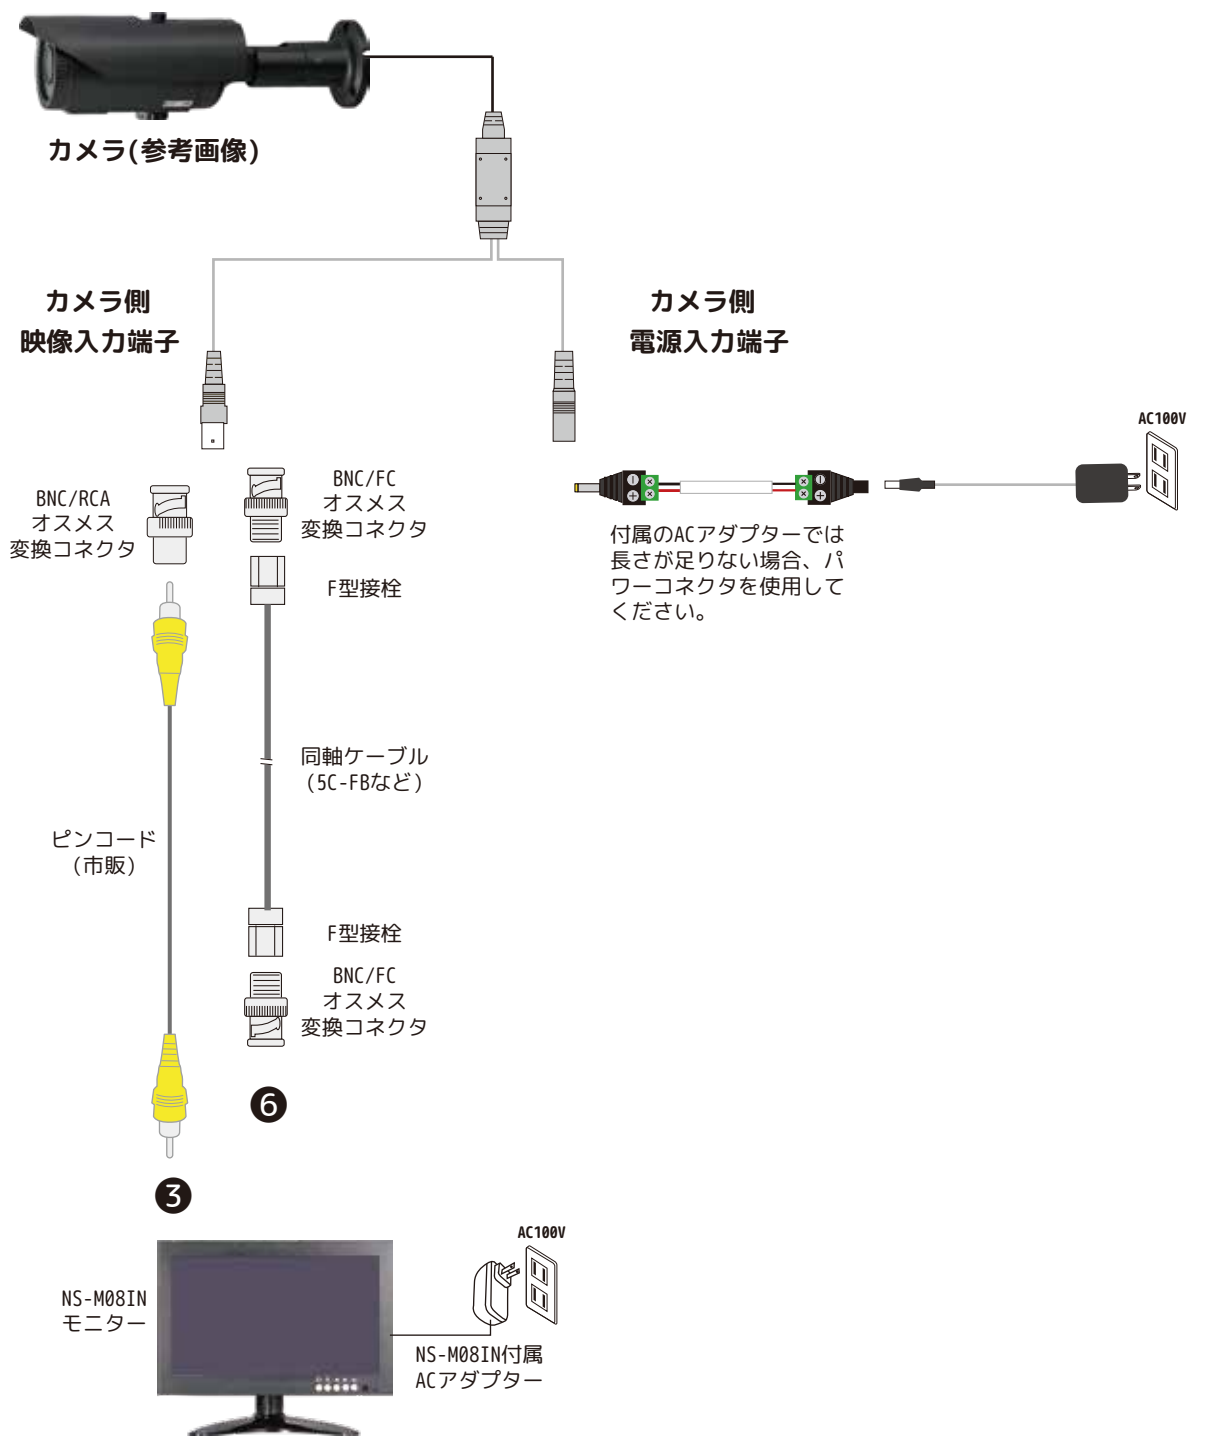 カメラ(参考画像)
カメラ側
映像入力端子
カメラ側
電源入力端子
AC100V
BNC/RCA
オスメス
変換コネクタ
BNC/FC
オスメス
変換コネクタ
F型接栓
付属のACアダプターでは
長さが足りない場合、パ
ワーコネクタを使用して
ください。
同軸ケーブル
(5C-FBなど)
ピンコード
(市販)
F型接栓
BNC/FC
オスメス
変換コネクタ
6
3
AC100V
NS-M08IN
モニター
NS-M08IN付属
ACアダプター